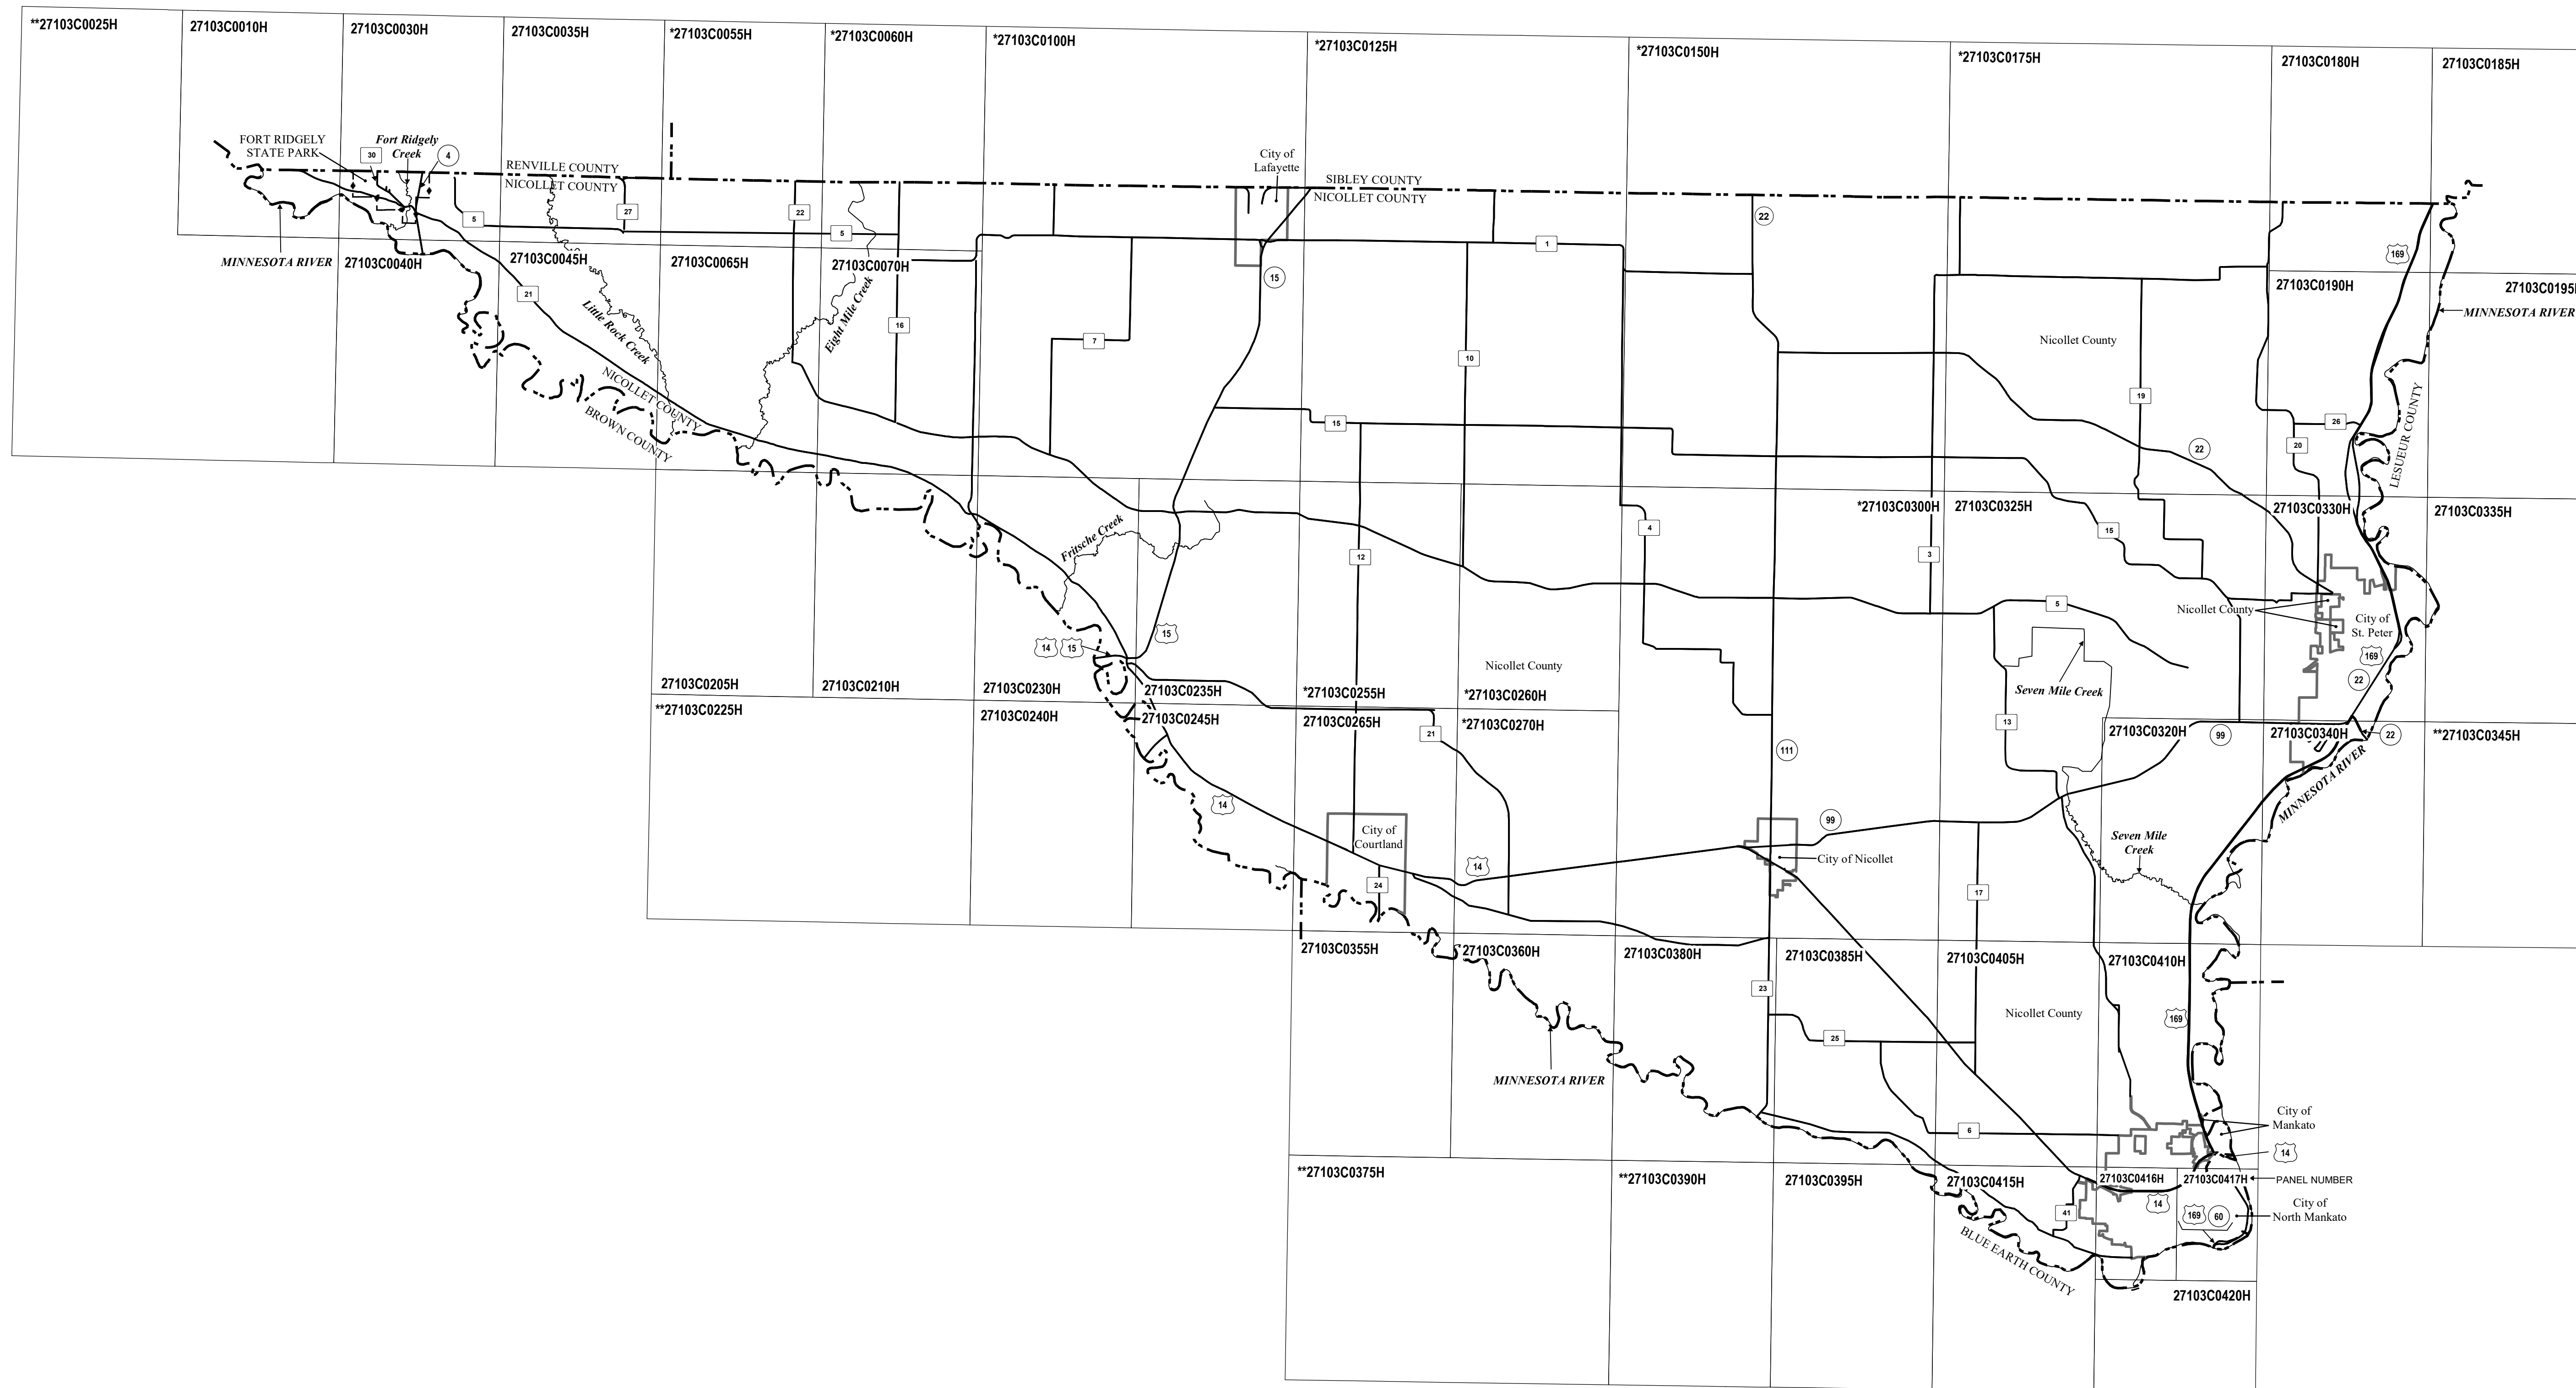 **27103C0025H
27103C0010H
27103C0030H
27103C0035H
*27103C0055H
*27103C0060H
*27103C0100H
*27103C0125H
*27103C0150H
*27103C0175H
27103C0180H
27103C0185H
FORT RIDGELY
STATE PARK
30
Fort Ridgely
Creek
4
RENVILLE COUNTY
NICOLLET COUNTY
City of
Lafayette
SIBLEY COUNTY
NICOLLET COUNTY
5
27
22
5
22
1
15
169
MINNESOTA RIVER
27103C0040H
27103C0045H
27103C0065H
27103C0070H
27103C0190H
27103C0195H
MINNESOTA RIVER
21
Little Rock Creek
Eight Mile Creek
16
7
10
Nicollet County
19
NICOLLET COUNTY
BROWN COUNTY
15
22
20
26
LESUEUR COUNTY
*27103C0300H
27103C0325H
27103C0330H
27103C0335H
Fritsche Creek
12
4
3
15
5
Nicollet County
City of
St. Peter
14
15
15
Nicollet County
169
22
Seven Mile Creek
27103C0205H
27103C0210H
27103C0230H
27103C0235H
*27103C0255H
*27103C0260H
**27103C0225H
27103C0240H
27103C0245H
27103C0265H
*27103C0270H
21
13
111
27103C0320H
99
27103C0340H
22
**27103C0345H
MINNESOTA RIVER
14
City of
Courtland
99
14
City of Nicollet
24
17
Seven Mile
Creek
27103C0355H
27103C0360H
27103C0380H
27103C0385H
27103C0405H
27103C0410H
23
Nicollet County
169
25
MINNESOTA RIVER
6
City of
Mankato
14
**27103C0375H
**27103C0390H
27103C0395H
27103C0415H
27103C0416H
27103C0417H
PANEL NUMBER
41
14
169
60
City of
North Mankato
BLUE EARTH COUNTY
27103C0420H